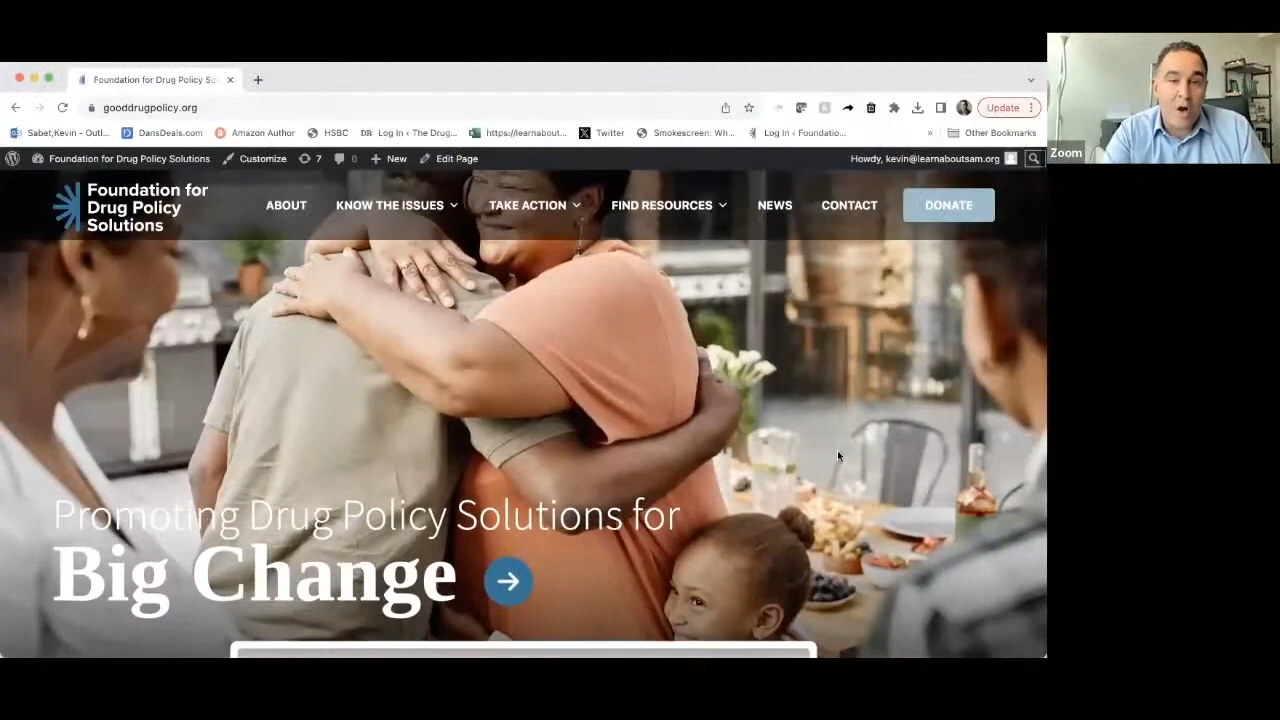 Foundation for Drug Policy So
gooddrugpolicy.org
Update
Sabet,Kevin - Outl...
DansDeals.com
Amazon Author
HSBC
DR Log In ‹ The Drug...
https://learnabout...
Twitter
Smokescreen: Wh...
Log In ‹ Foundatio...
»
Other Bookmarks
Foundation for Drug Policy Solutions
Customize
7
0
New
Edit Page
Howdy, kevin@learnaboutsam.org
Zoom
Foundation for
Drug Policy
Solutions
ABOUT
KNOW THE ISSUES
TAKE ACTION
FIND RESOURCES
NEWS
CONTACT
DONATE
Promoting Drug Policy Solutions for
Big Change